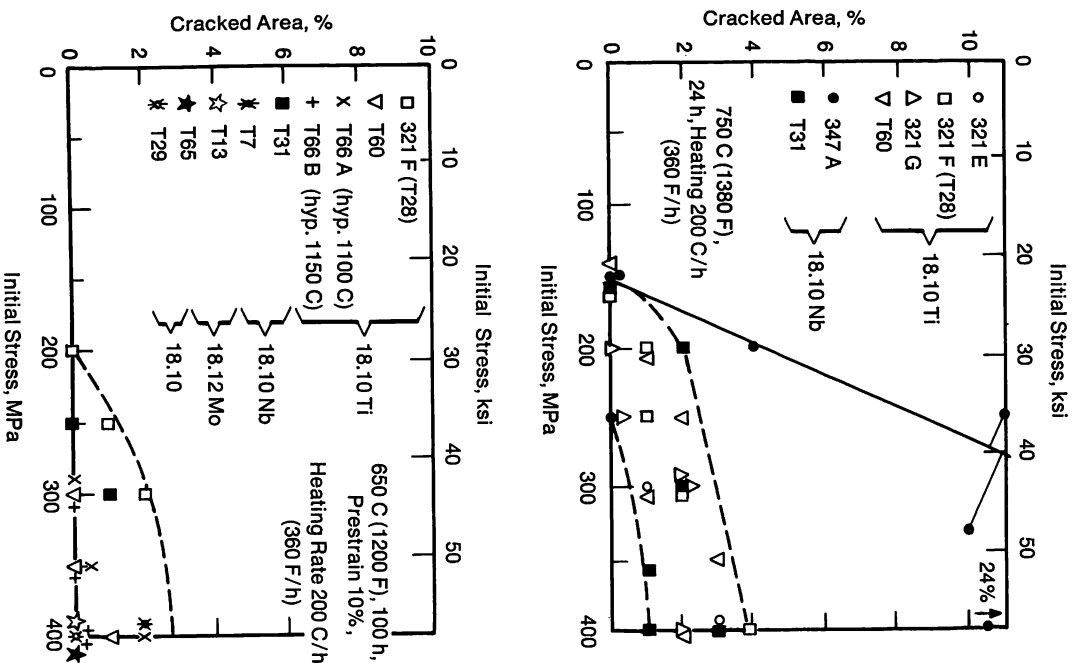 Cracked Area, %
0
2
4
6
8
10
0
10
20
30
40
50
Initial Stress, ksi
0
100
200
300
400
Initial Stress, MPa
○ 321 E
□ 321 F (T28)
△ 321 G
▽ T60
18.10 Ti
● 347 A
■ T31
18.10 Nb
750 C (1380 F),
24 h, Heating 200 C/h
(360 F/h)
24% →
Cracked Area, %
0
2
4
6
8
10
0
10
20
30
40
50
Initial Stress, ksi
0
100
200
300
400
Initial Stress, MPa
□ 321 F (T28)
▽ T60
x T66 A (hyp. 1100 C)
+ T66 B (hyp. 1150 C)
18.10 Ti
■ T31
T7
18.10 Nb
☆ T13
★ T65
18.12 Mo
T29
18.10
650 C (1200 F), 100 h,
Prestrain 10%,
Heating Rate 200 C/h
(360 F/h)